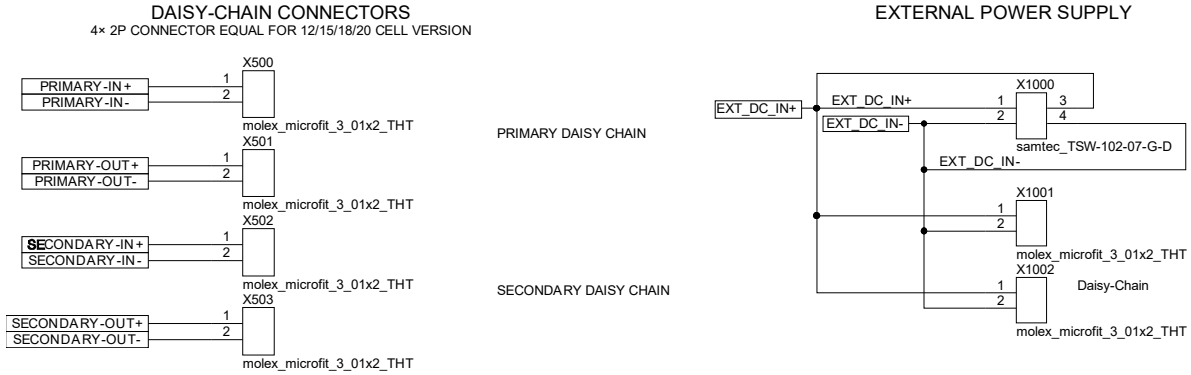 DAISY-CHAIN CONNECTORS
4× 2P CONNECTOR EQUAL FOR 12/15/18/20 CELL VERSION
X500
PRIMARY-IN+ 1
PRIMARY-IN- 2
molex_microfit_3_01x2_THT
X501
PRIMARY-OUT+ 1
PRIMARY-OUT- 2
molex_microfit_3_01x2_THT
X502
SECONDARY-IN+ 1
SECONDARY-IN- 2
molex_microfit_3_01x2_THT
X503
SECONDARY-OUT+ 1
SECONDARY-OUT- 2
molex_microfit_3_01x2_THT
PRIMARY DAISY CHAIN
SECONDARY DAISY CHAIN
EXTERNAL POWER SUPPLY
X1000
EXT_DC_IN+ EXT_DC_IN+ 1 3
EXT_DC_IN- 2 4
samtec_TSW-102-07-G-D
EXT_DC_IN-
X1001
1
2
molex_microfit_3_01x2_THT
X1002
1 Daisy-Chain
2
molex_microfit_3_01x2_THT